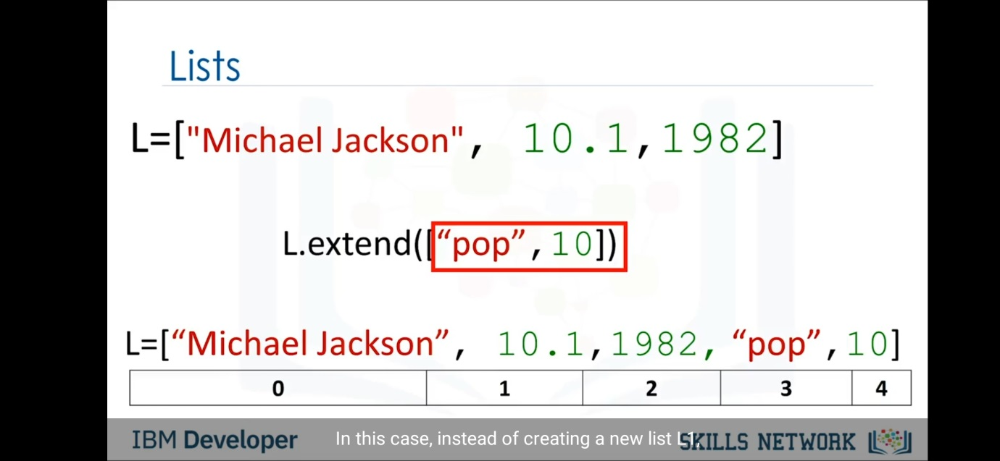 Lists
L=["Michael Jackson", 10.1,1982]
L.extend([“pop”,10])
L=[“Michael Jackson”, 10.1,1982, “pop”,10]
0 1 2 3 4
IBM Developer
In this case, instead of creating a new list L1,
SKILLS NETWORK